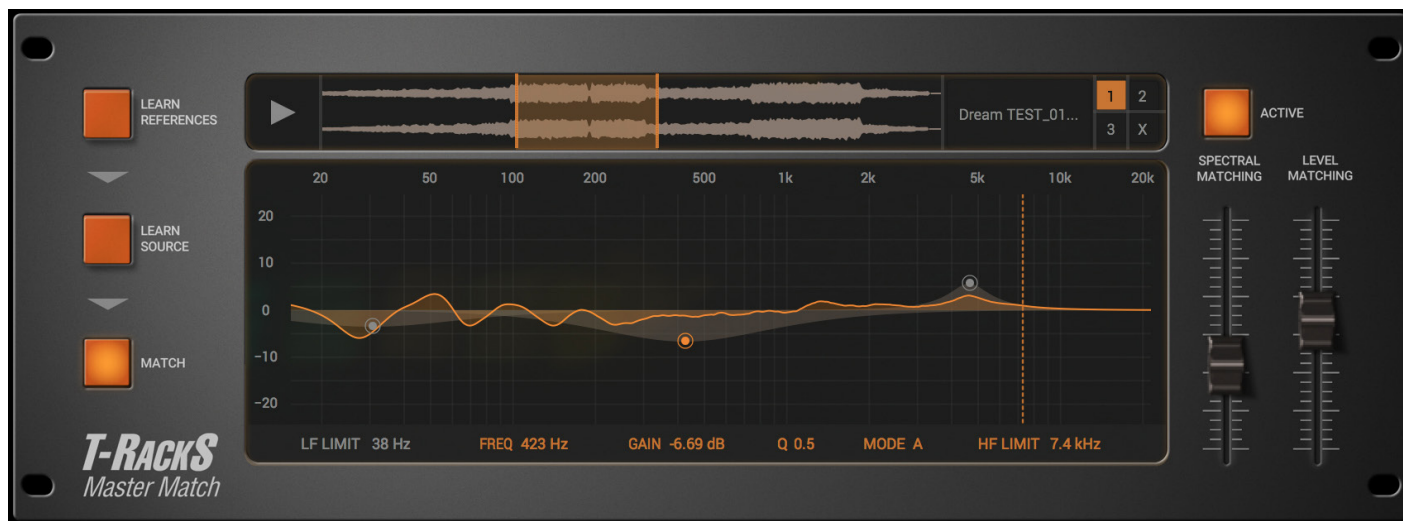 LEARN
REFERENCES
LEARN
SOURCE
MATCH
T-RackS
Master Match
Dream TEST_01...
1 2
3 X
20 50 100 200 500 1k 2k 5k 10k 20k
20
10
0
−10
−20
LF LIMIT 38 Hz FREQ 423 Hz GAIN -6.69 dB Q 0.5 MODE A HF LIMIT 7.4 kHz
ACTIVE
SPECTRAL
MATCHING
LEVEL
MATCHING